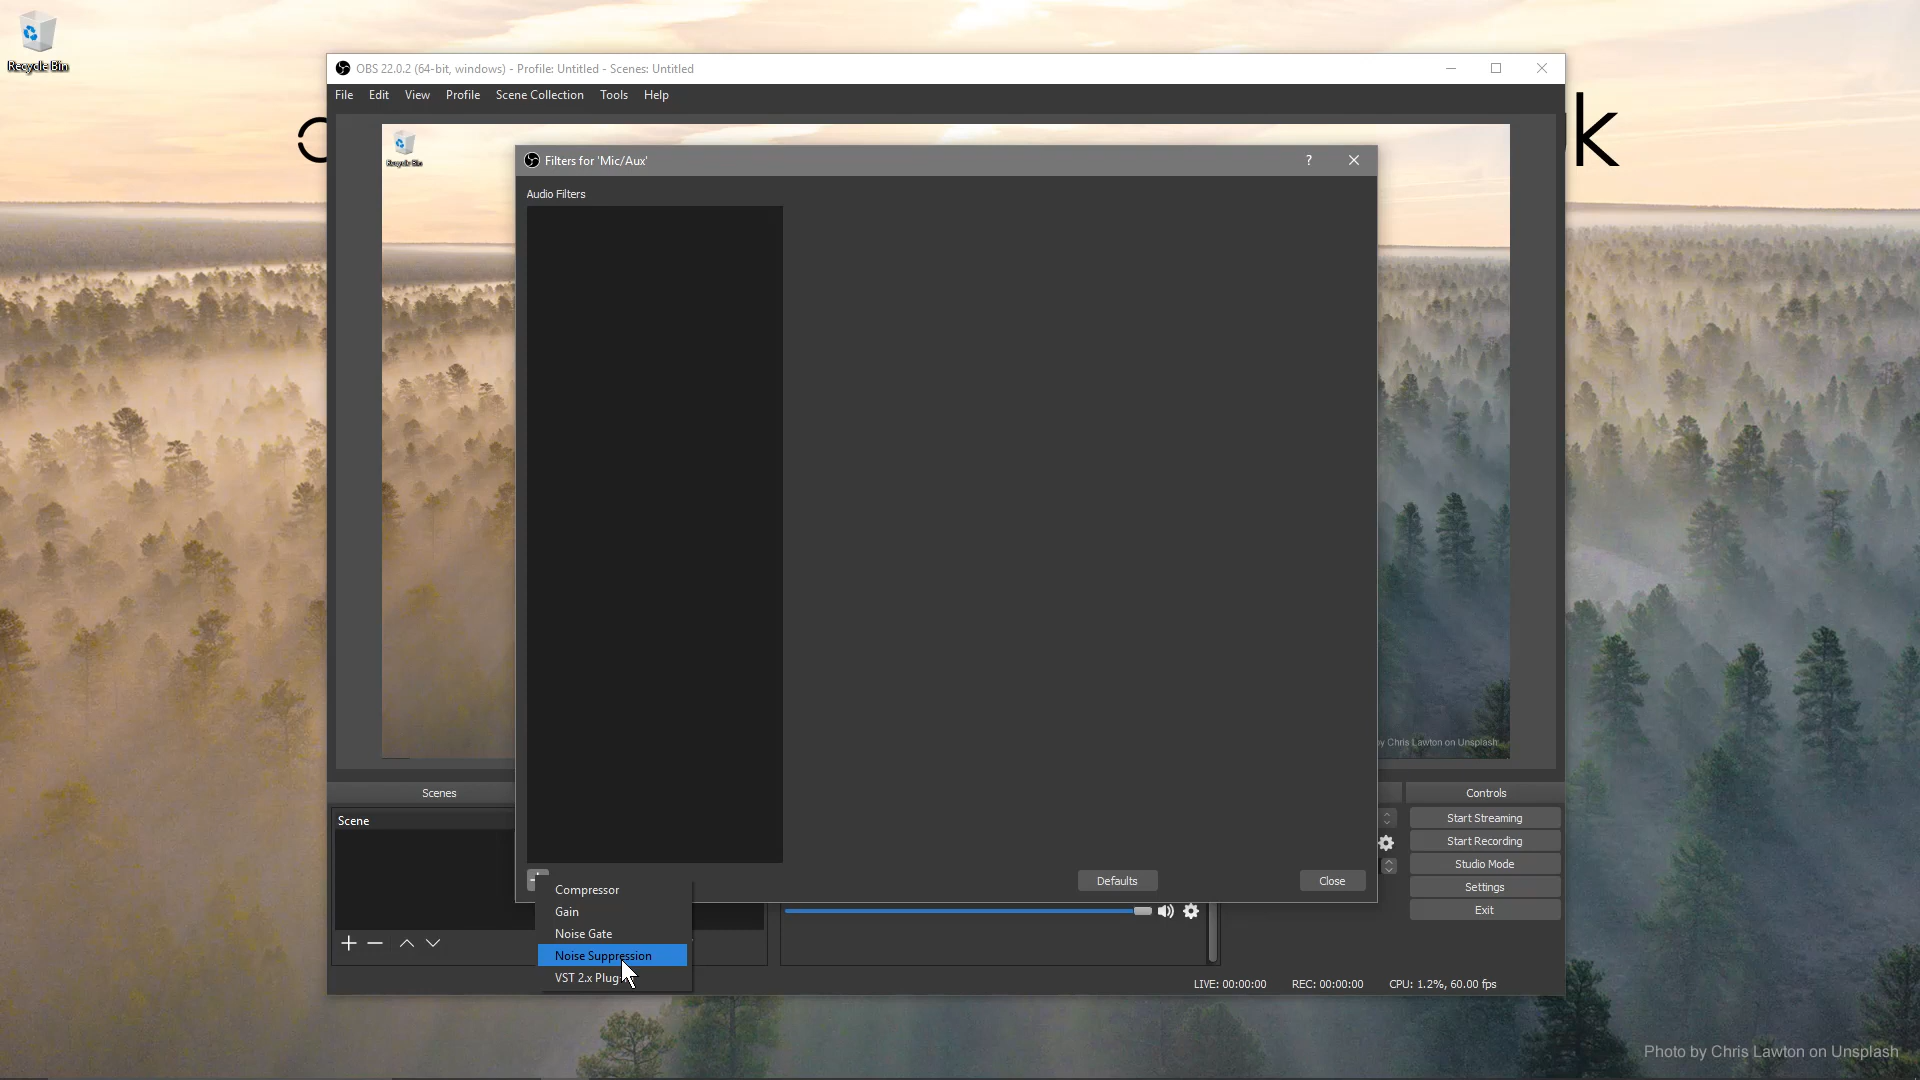 Recycle Bin
OBS 22.0.2 (64-bit, windows) - Profile: Untitled - Scenes: Untitled
File Edit View Profile Scene Collection Tools Help
k
Recycle Bin
Filters for 'Mic/Aux'
?
Audio Filters
by Chris Lawton on Unsplash
Scenes
Controls
Scene
Start Streaming
Start Recording
Studio Mode
Settings
Exit
Defaults
Close
Compressor
Gain
Noise Gate
Noise Suppression
VST 2.x Plug
LIVE: 00:00:00 REC: 00:00:00 CPU: 1.2%, 60.00 fps
Photo by Chris Lawton on Unsplash